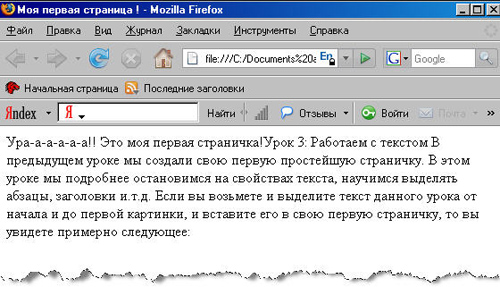 Моя первая страница ! - Mozilla Firefox
Файл Правка Вид Журнал Закладки Инструменты Справка
file:///C:/Documents%20a En Google
Начальная страница Последние заголовки
Яndex Я Найти Отзывы Войти Почта »
Ура-а-а-а-а-а!! Это моя первая страничка!Урок 3: Работаем с текстом В
предыдущем уроке мы создали свою первую простейшую страничку. В этом
уроке мы подробнее остановимся на свойствах текста, научимся выделять
абзацы, заголовки и.т.д. Если вы возьмете и выделите текст данного урока от
начала и до первой картинки, и вставите его в свою первую страничку, то вы
увидете примерно следующее: